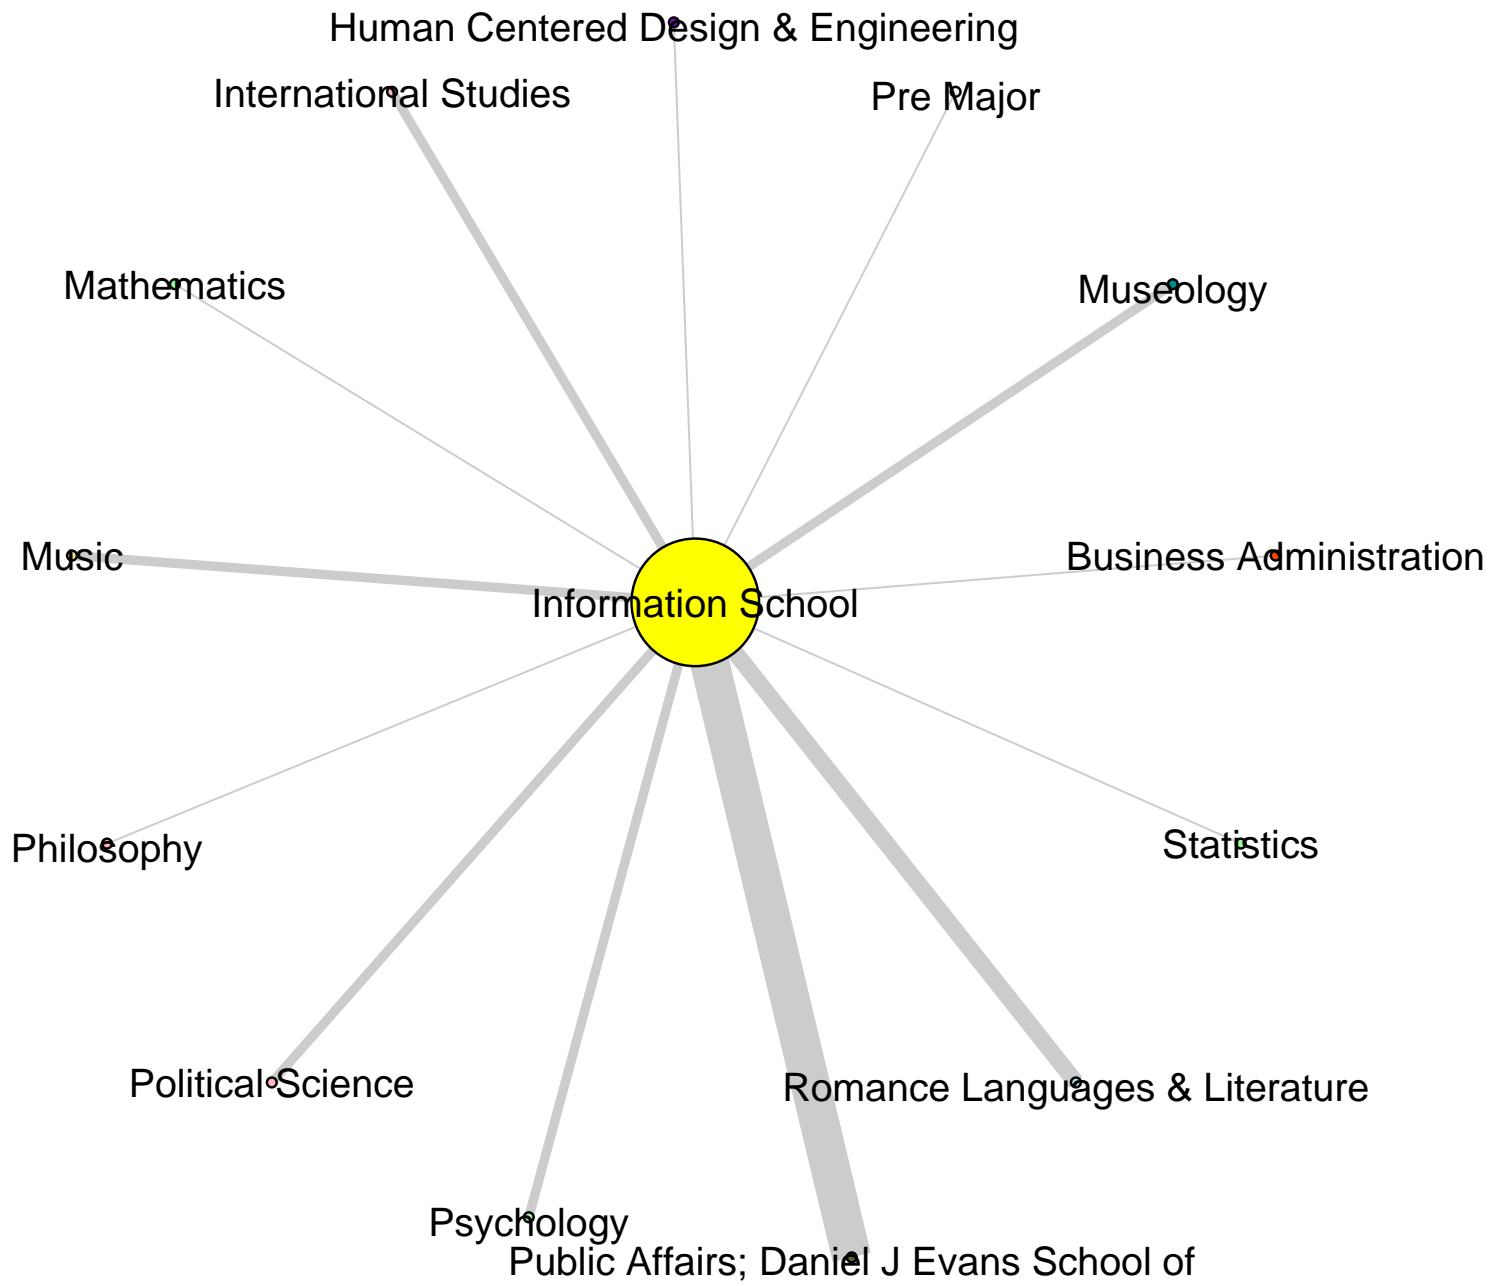 Human Centered Design & Engineering
International Studies
Pre Major
Mathematics
Museology
Music
Business Administration
Information School
Philosophy
Statistics
Political Science
Romance Languages & Literature
Psychology
Public Affairs; Daniel J Evans School of